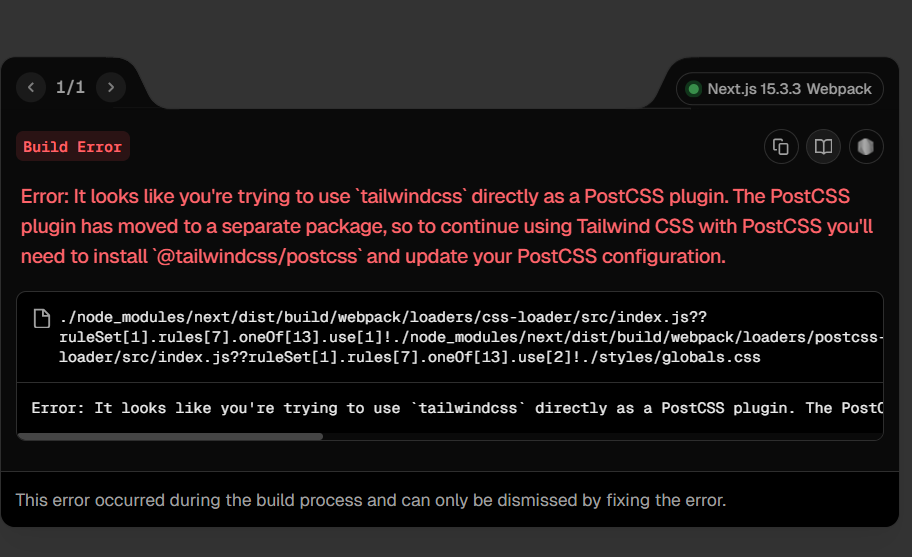 1/1
Next.js 15.3.3 Webpack
Build Error
Error: It looks like you're trying to use `tailwindcss` directly as a PostCSS plugin. The PostCSS
plugin has moved to a separate package, so to continue using Tailwind CSS with PostCSS you'll
need to install `@tailwindcss/postcss` and update your PostCSS configuration.
./node_modules/next/dist/build/webpack/loaders/css-loader/src/index.js??
ruleSet[1].rules[7].oneOf[13].use[1]!./node_modules/next/dist/build/webpack/loaders/postcss-
loader/src/index.js??ruleSet[1].rules[7].oneOf[13].use[2]!./styles/globals.css
Error: It looks like you're trying to use `tailwindcss` directly as a PostCSS plugin. The PostC
This error occurred during the build process and can only be dismissed by fixing the error.